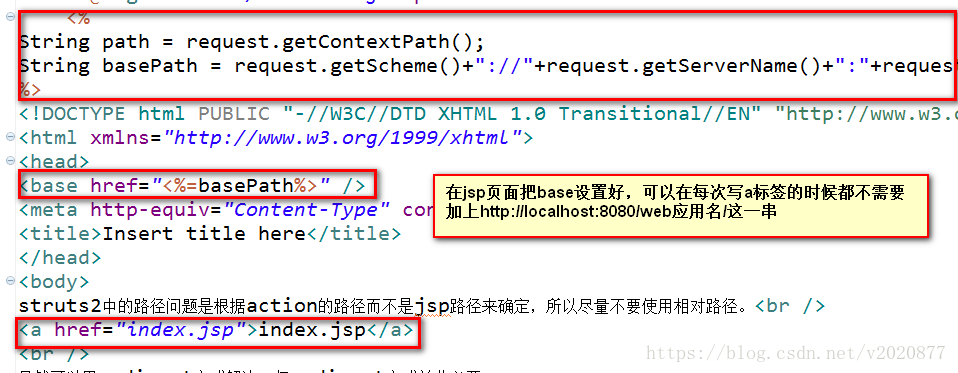 <%
String path = request.getContextPath();
String basePath = request.getScheme()+"://"+request.getServerName()+":"+reques
%>
<!DOCTYPE html PUBLIC "-//W3C//DTD XHTML 1.0 Transitional//EN" "http://www.w3.o
<html xmlns="http://www.w3.org/1999/xhtml">
<head>
<base href="<%=basePath%>" />
在jsp页面把base设置好，可以在每次写a标签的时候都不需要
加上http://localhost:8080/web应用名/这一串
<meta http-equiv="Content-Type" con
<title>Insert title here</title>
</head>
<body>
struts2中的路径问题是根据action的路径而不是jsp路径来确定，所以尽量不要使用相对路径。<br />
<a href="index.jsp">index.jsp</a>
<br />
https://blog.csdn.net/v2020877